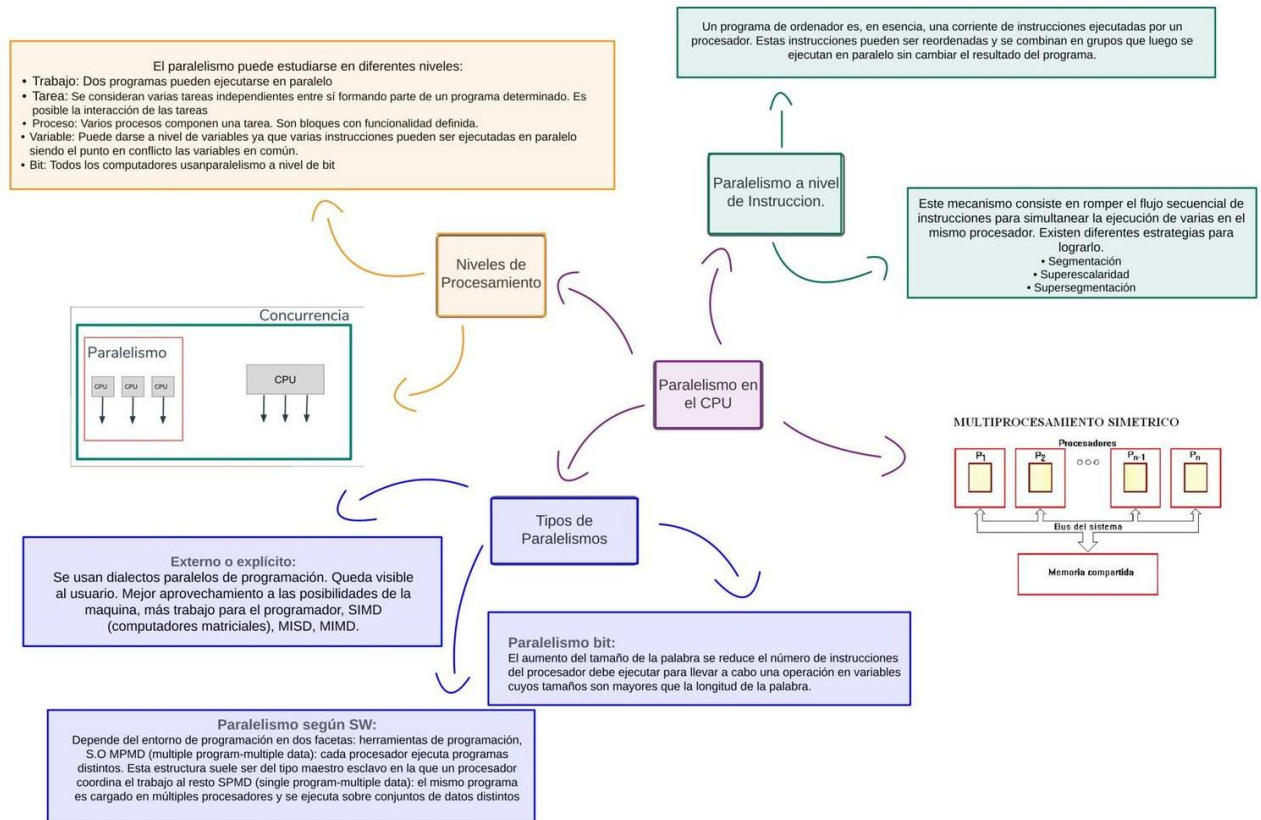 Un programa de ordenador es, en esencia, una corriente de instrucciones ejecutadas por un
procesador. Estas instrucciones pueden ser reordenadas y se combinan en grupos que luego se
ejecutan en paralelo sin cambiar el resultado del programa.
El paralelismo puede estudiarse en diferentes niveles:
• Trabajo: Dos programas pueden ejecutarse en paralelo
• Tarea: Se consideran varias tareas independientes entre sí formando parte de un programa determinado. Es
posible la interacción de las tareas
• Proceso: Varios procesos componen una tarea. Son bloques con funcionalidad definida.
• Variable: Puede darse a nivel de variables ya que varias instrucciones pueden ser ejecutadas en paralelo
siendo el punto en conflicto las variables en común.
• Bit: Todos los computadores usanparalelismo a nivel de bit
Paralelismo a nivel
de Instruccion.
Este mecanismo consiste en romper el flujo secuencial de
instrucciones para simultanear la ejecución de varias en el
mismo procesador. Existen diferentes estrategias para
lograrlo.
• Segmentación
• Superescalaridad
• Supersegmentación
Niveles de
Procesamiento
Concurrencia
Paralelismo
CPU CPU CPU
CPU
Paralelismo en
el CPU
MULTIPROCESAMIENTO SIMETRICO
Procesadores
P1 P2 Pn-1 Pn
Bus del sistema
Memoria compartida
Tipos de
Paralelismos
Externo o explícito:
Se usan dialectos paralelos de programación. Queda visible
al usuario. Mejor aprovechamiento a las posibilidades de la
maquina, más trabajo para el programador, SIMD
(computadores matriciales), MISD, MIMD.
Paralelismo bit:
El aumento del tamaño de la palabra se reduce el número de instrucciones
del procesador debe ejecutar para llevar a cabo una operación en variables
cuyos tamaños son mayores que la longitud de la palabra.
Paralelismo según SW:
Depende del entorno de programación en dos facetas: herramientas de programación,
S.O MPMD (multiple program-multiple data): cada procesador ejecuta programas
distintos. Esta estructura suele ser del tipo maestro esclavo en la que un procesador
coordina el trabajo al resto SPMD (single program-multiple data): el mismo programa
es cargado en múltiples procesadores y se ejecuta sobre conjuntos de datos distintos